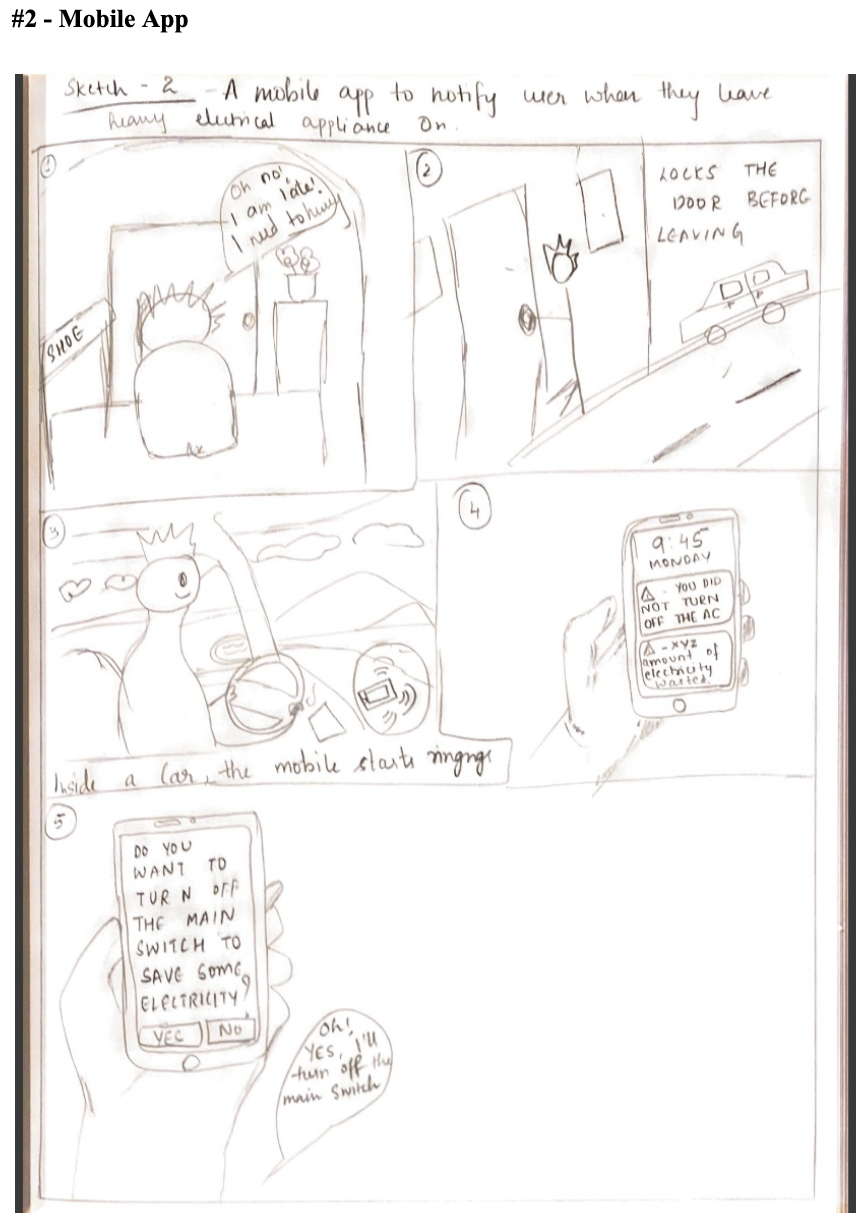 #2 - Mobile App
Sketch - 2 - A mobile app to notify user when they leave
heavy electrical appliance On.
1
Oh no!
I am late!
I need to hurry
SHOE
2
LOCKS THE
DOOR BEFORE
LEAVING
3
Inside a Car, the mobile starts ringing
4
9:45
MONDAY
⚠ - YOU DID
NOT TURN
OFF THE AC
⚠ - XYZ
amount of
electricity
wasted.
5
DO YOU
WANT TO
TURN OFF
THE MAIN
SWITCH TO
SAVE SOME
ELECTRICITY?
YES NO
Oh!
YES, I'll
turn off the
main Switch